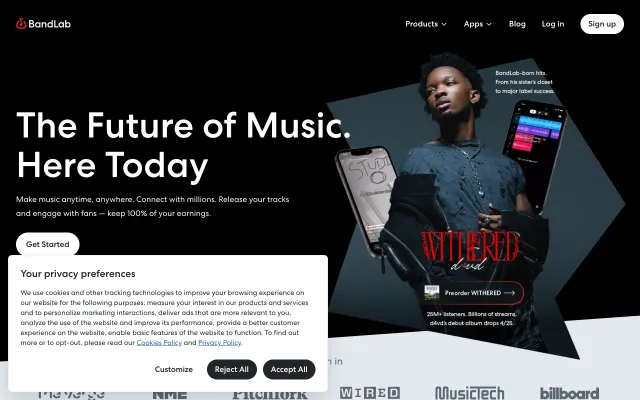 BandLab
Products
Apps
Blog
Log in
Sign up
BandLab-born hits.
From his sister's closet
to major label success.
The Future of Music.
Here Today
Make music anytime, anywhere. Connect with millions. Release your tracks
and engage with fans — keep 100% of your earnings.
Get Started
WITHERED
d4vd
Preorder WITHERED
25M+ listeners. Billions of streams.
d4vd's debut album drops 4/25.
Your privacy preferences
We use cookies and other tracking technologies to improve your browsing experience on
our website for the following purposes: measure your interest in our products and services
and to personalize marketing interactions, deliver ads that are more relevant to you,
analyze the use of the website and improve its performance, provide a better customer
experience on the website, enable basic features of the website to function. To find out
more or to opt-out, please read our Cookies Policy and Privacy Policy.
Customize
Reject All
Accept All
in
NME
Pitchfork
WIRED
MusicTech
billboard